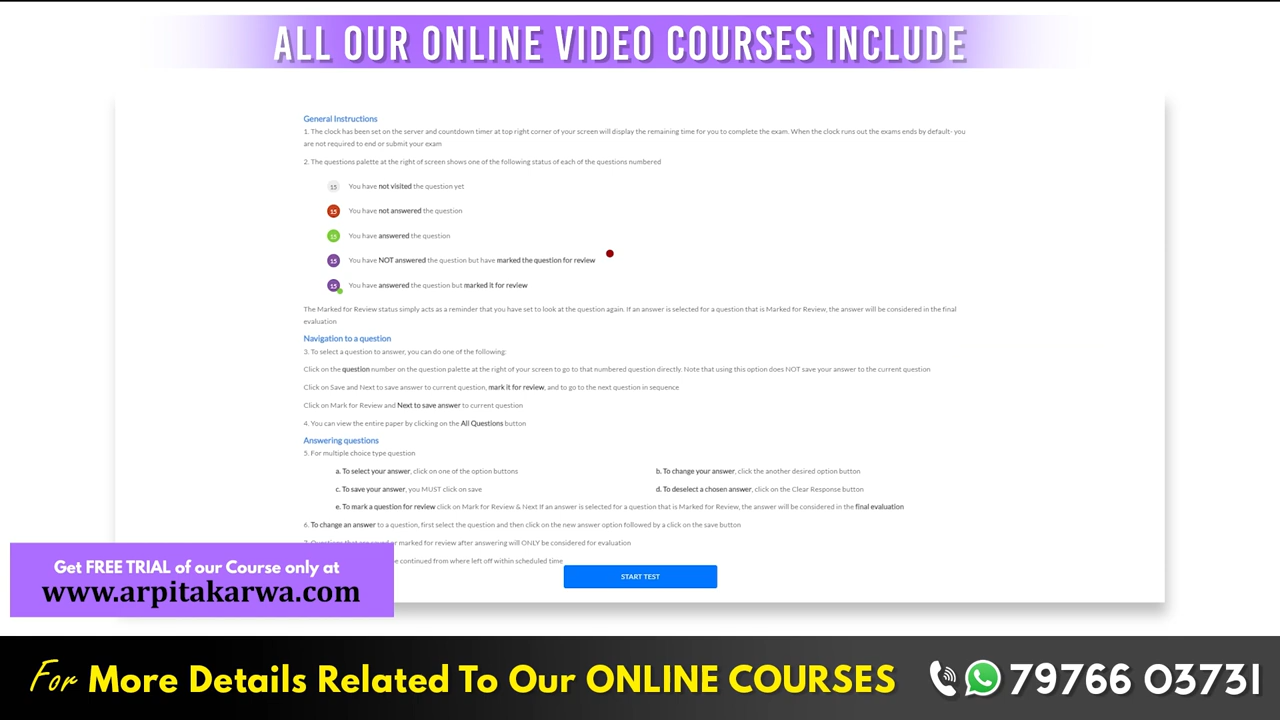 ALL OUR ONLINE VIDEO COURSES INCLUDE
General Instructions
1. The clock has been set on the server and countdown timer at top right corner of your screen will display the remaining time for you to complete the exam. When the clock runs out the exams ends by default- you
are not required to end or submit your exam
2. The questions palette at the right of screen shows one of the following status of each of the questions numbered
15 You have not visited the question yet
15 You have not answered the question
15 You have answered the question
15 You have NOT answered the question but have marked the question for review
15 You have answered the question but marked it for review
The Marked for Review status simply acts as a reminder that you have set to look at the question again. If an answer is selected for a question that is Marked for Review, the answer will be considered in the final
evaluation
Navigation to a question
3. To select a question to answer, you can do one of the following:
Click on the question number on the question palette at the right of your screen to go to that numbered question directly. Note that using this option does NOT save your answer to the current question
Click on Save and Next to save answer to current question, mark it for review, and to go to the next question in sequence
Click on Mark for Review and Next to save answer to current question
4. You can view the entire paper by clicking on the All Questions button
Answering questions
5. For multiple choice type question
a. To select your answer, click on one of the option buttons
b. To change your answer, click the another desired option button
c. To save your answer, you MUST click on save
d. To deselect a chosen answer, click on the Clear Response button
e. To mark a question for review click on Mark for Review & Next If an answer is selected for a question that is Marked for Review, the answer will be considered in the final evaluation
6. To change an answer to a question, first select the question and then click on the new answer option followed by a click on the save button
marked for review after answering will ONLY be considered for evaluation
continued from where left off within scheduled time
START TEST
Get FREE TRIAL of our Course only at
www.arpitakarwa.com
For More Details Related To Our ONLINE COURSES 79766 03731